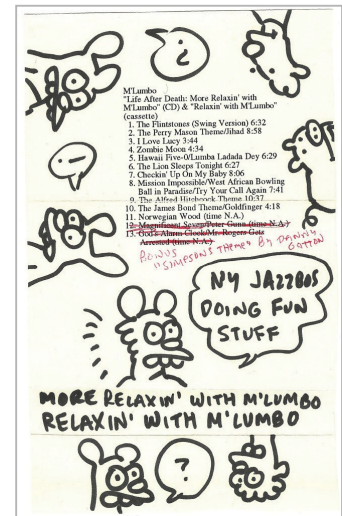 M'Lumbo
"Life After Death: More Relaxin' with
M'Lumbo" (CD) & "Relaxin' with M'Lumbo"
(cassette)
1. The Flintstones (Swing Version) 6:32
2. The Perry Mason Theme/Jihad 8:58
3. I Love Lucy 3:44
4. Zombie Moon 4:34
5. Hawaii Five-0/Lumba Ladada Dey 6:29
6. The Lion Sleeps Tonight 6:27
7. Checkin' Up On My Baby 8:06
8. Mission Impossible/West African Bowling
Ball in Paradise/Try Your Call Again 7:41
9. The Alfred Hitchcock Theme 10:37
10. The James Bond Theme/Goldfinger 4:18
11. Norwegian Wood (time N.A.)
12. Magnificent Seven/Peter Gunn (time N.A.)
13. God's Alarm Clock/Mr. Rogers Gets
Arrested (time N.A.)
BONUS
"SIMPSONS THEME" BY DANNY
GATTON
!
NY JAZZBOS
DOING FUN
STUFF
MORE RELAXIN' WITH M'LUMBO
RELAXIN' WITH M'LUMBO
?